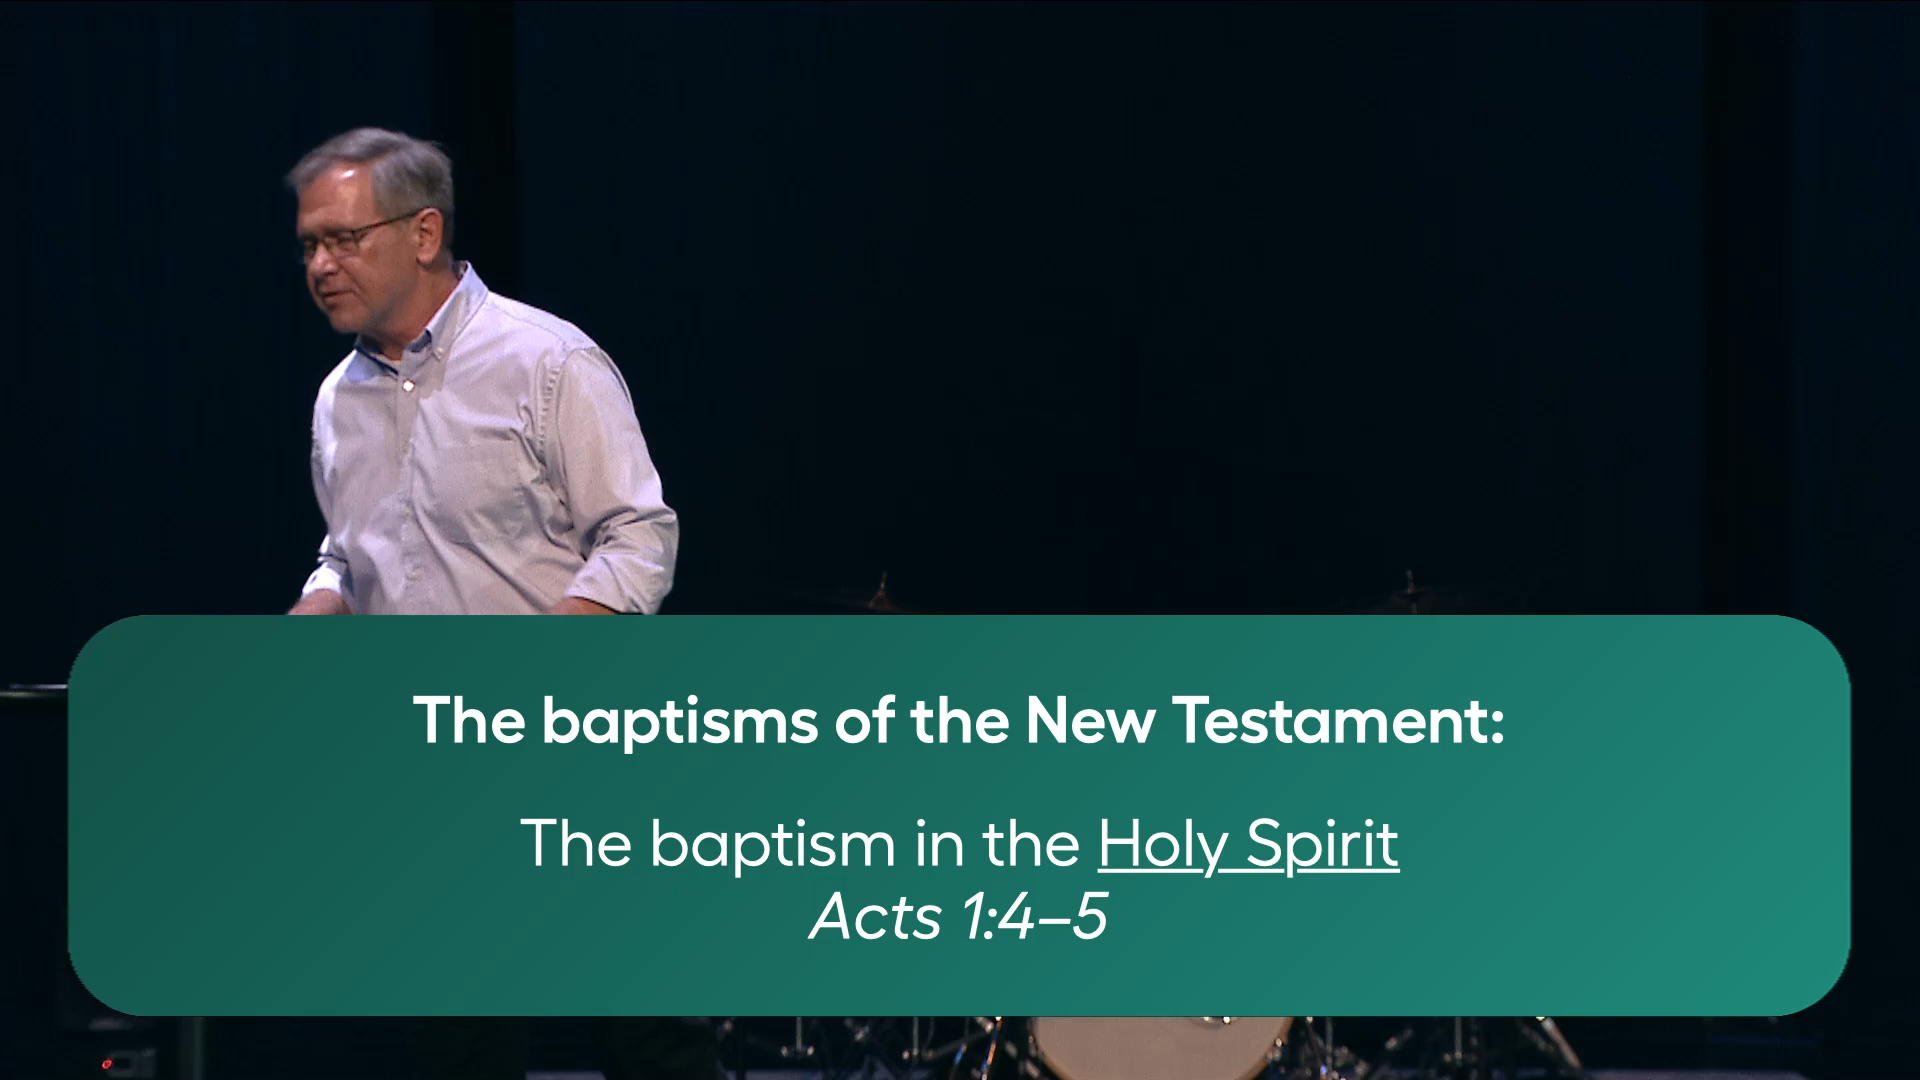 The baptisms of the New Testament:
The baptism in the Holy Spirit
Acts 1:4–5